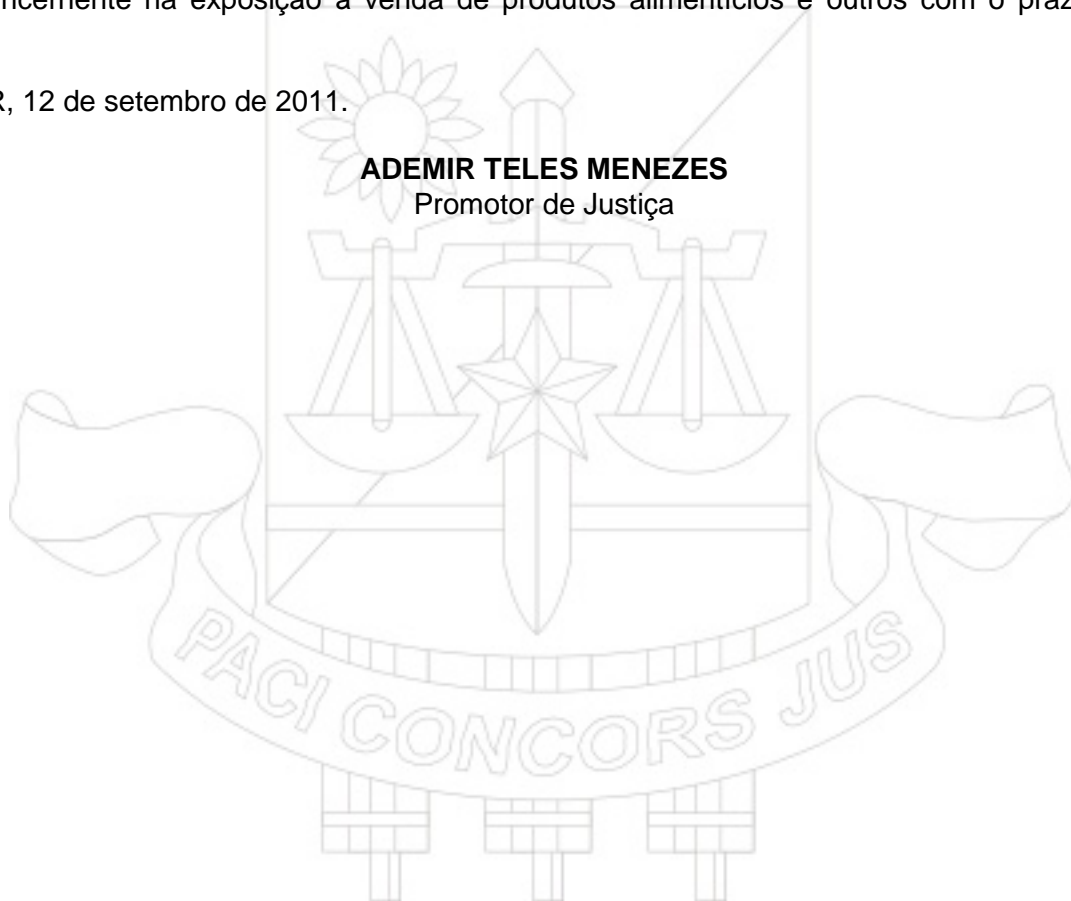 ncernente na exposição à venda de produtos alimentícios e outros com o praz
R, 12 de setembro de 2011.
ADEMIR TELES MENEZES
Promotor de Justiça
PACI CONCORS JUS